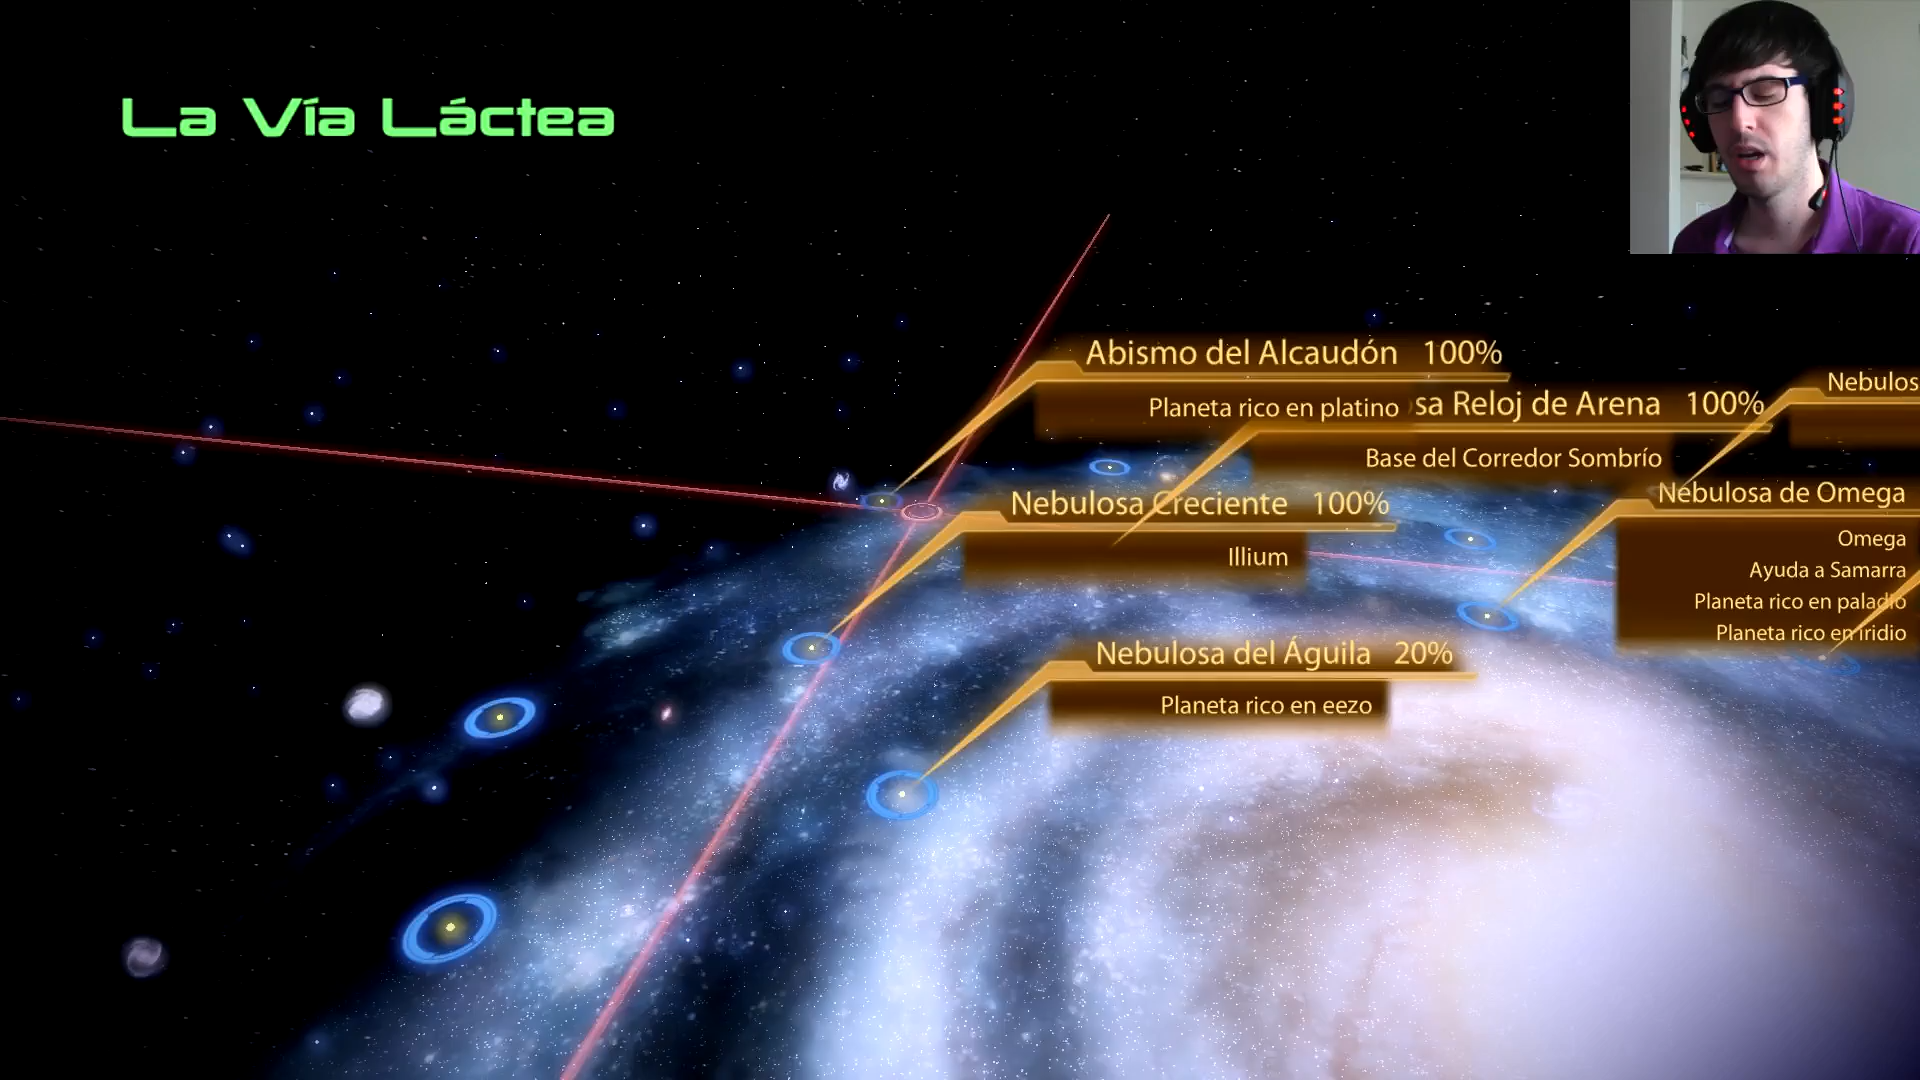 La Vía Láctea
Abismo del Alcaudón 100%
Planeta rico en platino
sa Reloj de Arena 100%
Base del Corredor Sombrío
Nebulos
Nebulosa Creciente 100%
Illium
Nebulosa de Omega
Omega
Ayuda a Samarra
Planeta rico en paladio
Planeta rico en iridio
Nebulosa del Águila 20%
Planeta rico en eezo